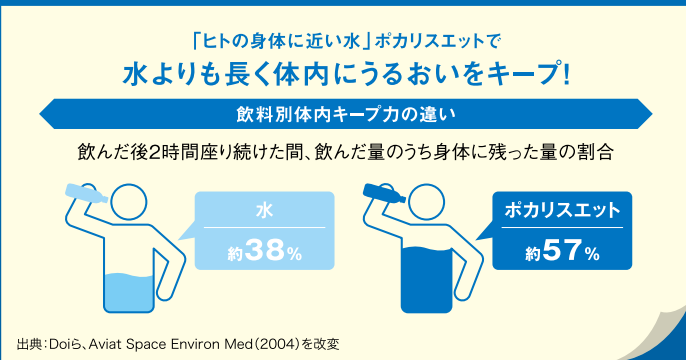 「ヒトの身体に近い水」ポカリスエットで
水よりも長く体内にうるおいをキープ!
飲料別体内キープ力の違い
飲んだ後2時間座り続けた間、飲んだ量のうち身体に残った量の割合
水
約38%
ポカリスエット
約57%
出典:Doiら、Aviat Space Environ Med(2004)を改変